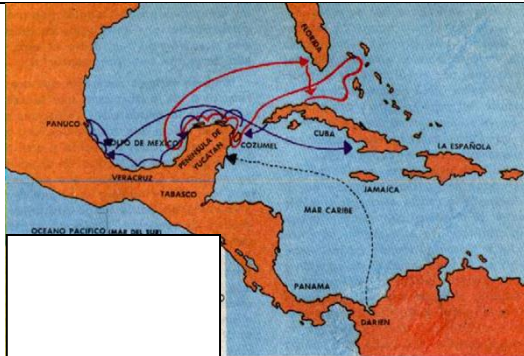 FLORIDA
PANUCO
GOLFO DE MEXICO
PENINSULA DE
YUCATAN
COZUMEL
CUBA
LA ESPAÑOLA
VERACRUZ
TABASCO
JAMAICA
MAR CARIBE
OCEANO PACIFICO (MAR DEL SUR)
PANAMA
DARIEN